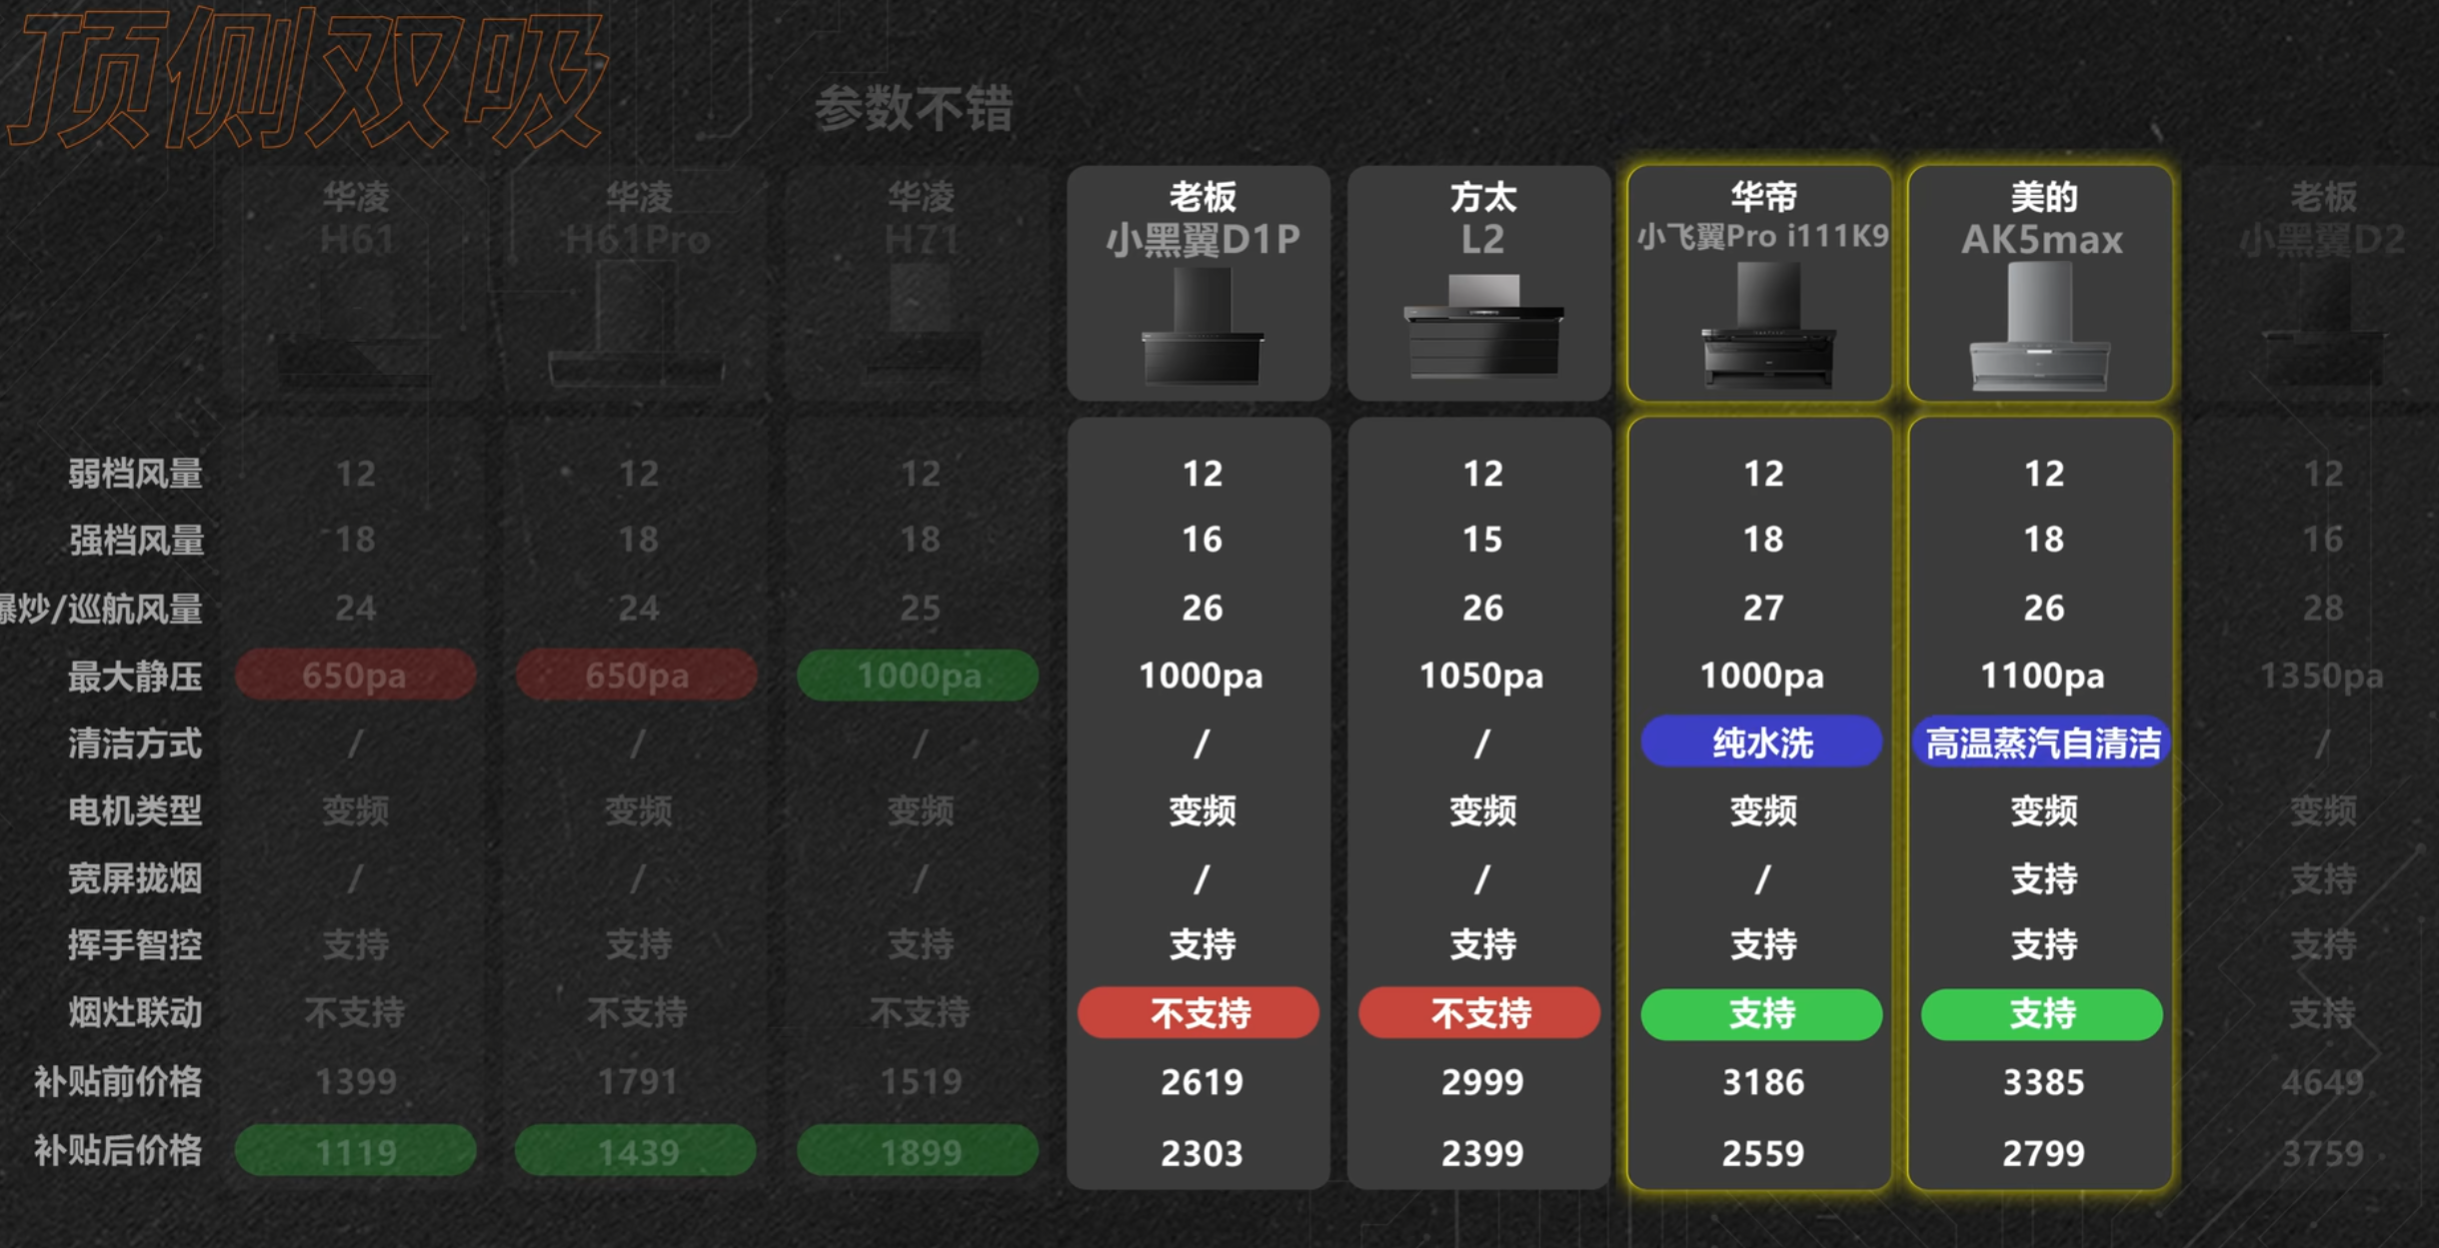 顶侧双吸
参数不错
华凌 华凌 华凌 老板 方太 华帝 美的 老板
H61 H61Pro H71 小黑翼D1P L2 小飞翼Pro i111K9 AK5max 小黑翼D2
弱档风量 12 12 12 12 12 12 12 12
强档风量 18 18 18 16 15 18 18 16
爆炒/巡航风量 24 24 25 26 26 27 26 28
最大静压 650pa 650pa 1000pa 1000pa 1050pa 1000pa 1100pa 1350pa
清洁方式 / / / / / 纯水洗 高温蒸汽自清洁 /
电机类型 变频 变频 变频 变频 变频 变频 变频 变频
宽屏拢烟 / / / / / / 支持 支持
挥手智控 支持 支持 支持 支持 支持 支持 支持 支持
烟灶联动 不支持 不支持 不支持 不支持 不支持 支持 支持 支持
补贴前价格 1399 1791 1519 2619 2999 3186 3385 4649
补贴后价格 1119 1439 1899 2303 2399 2559 2799 3759